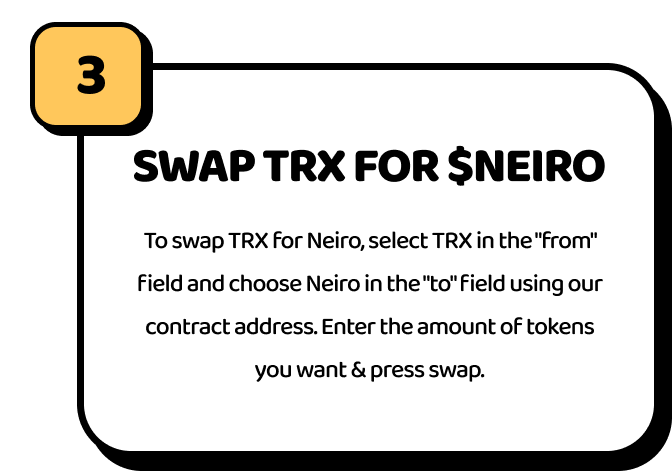 3
SWAP TRX FOR $NEIRO
To swap TRX for Neiro, select TRX in the "from"
field and choose Neiro in the "to" field using our
contract address. Enter the amount of tokens
you want & press swap.